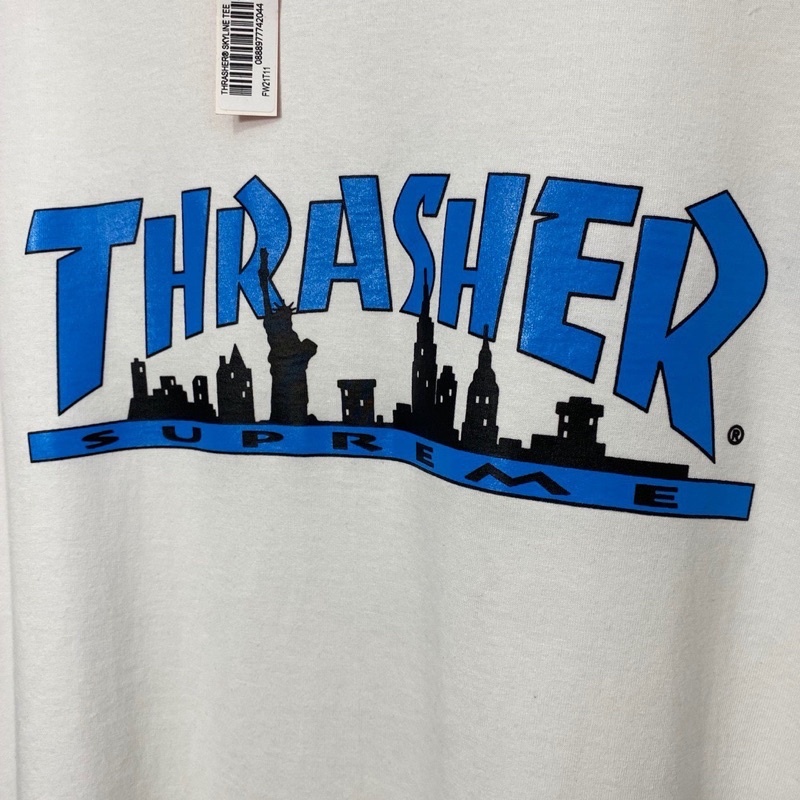 THRASHER® SKYLINE TEE
0888977742044
FW21T11
THRASHER
®
SUPREME